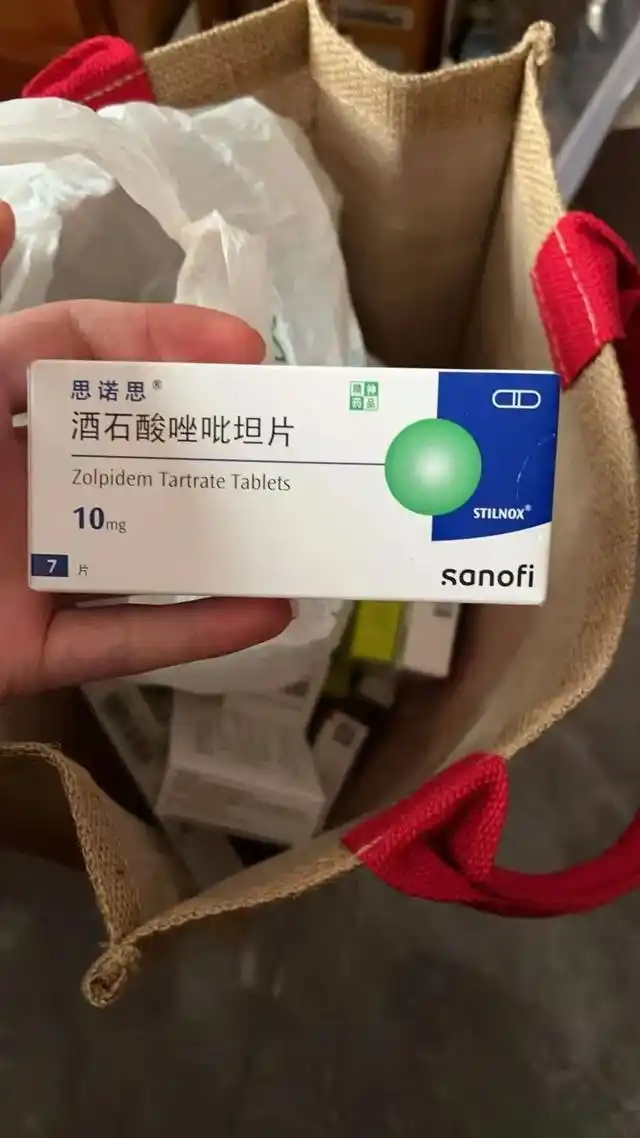 思诺思®
酒石酸唑吡坦片
Zolpidem Tartrate Tablets
10mg
7 片
精神
药品
STILNOX®
sanofi